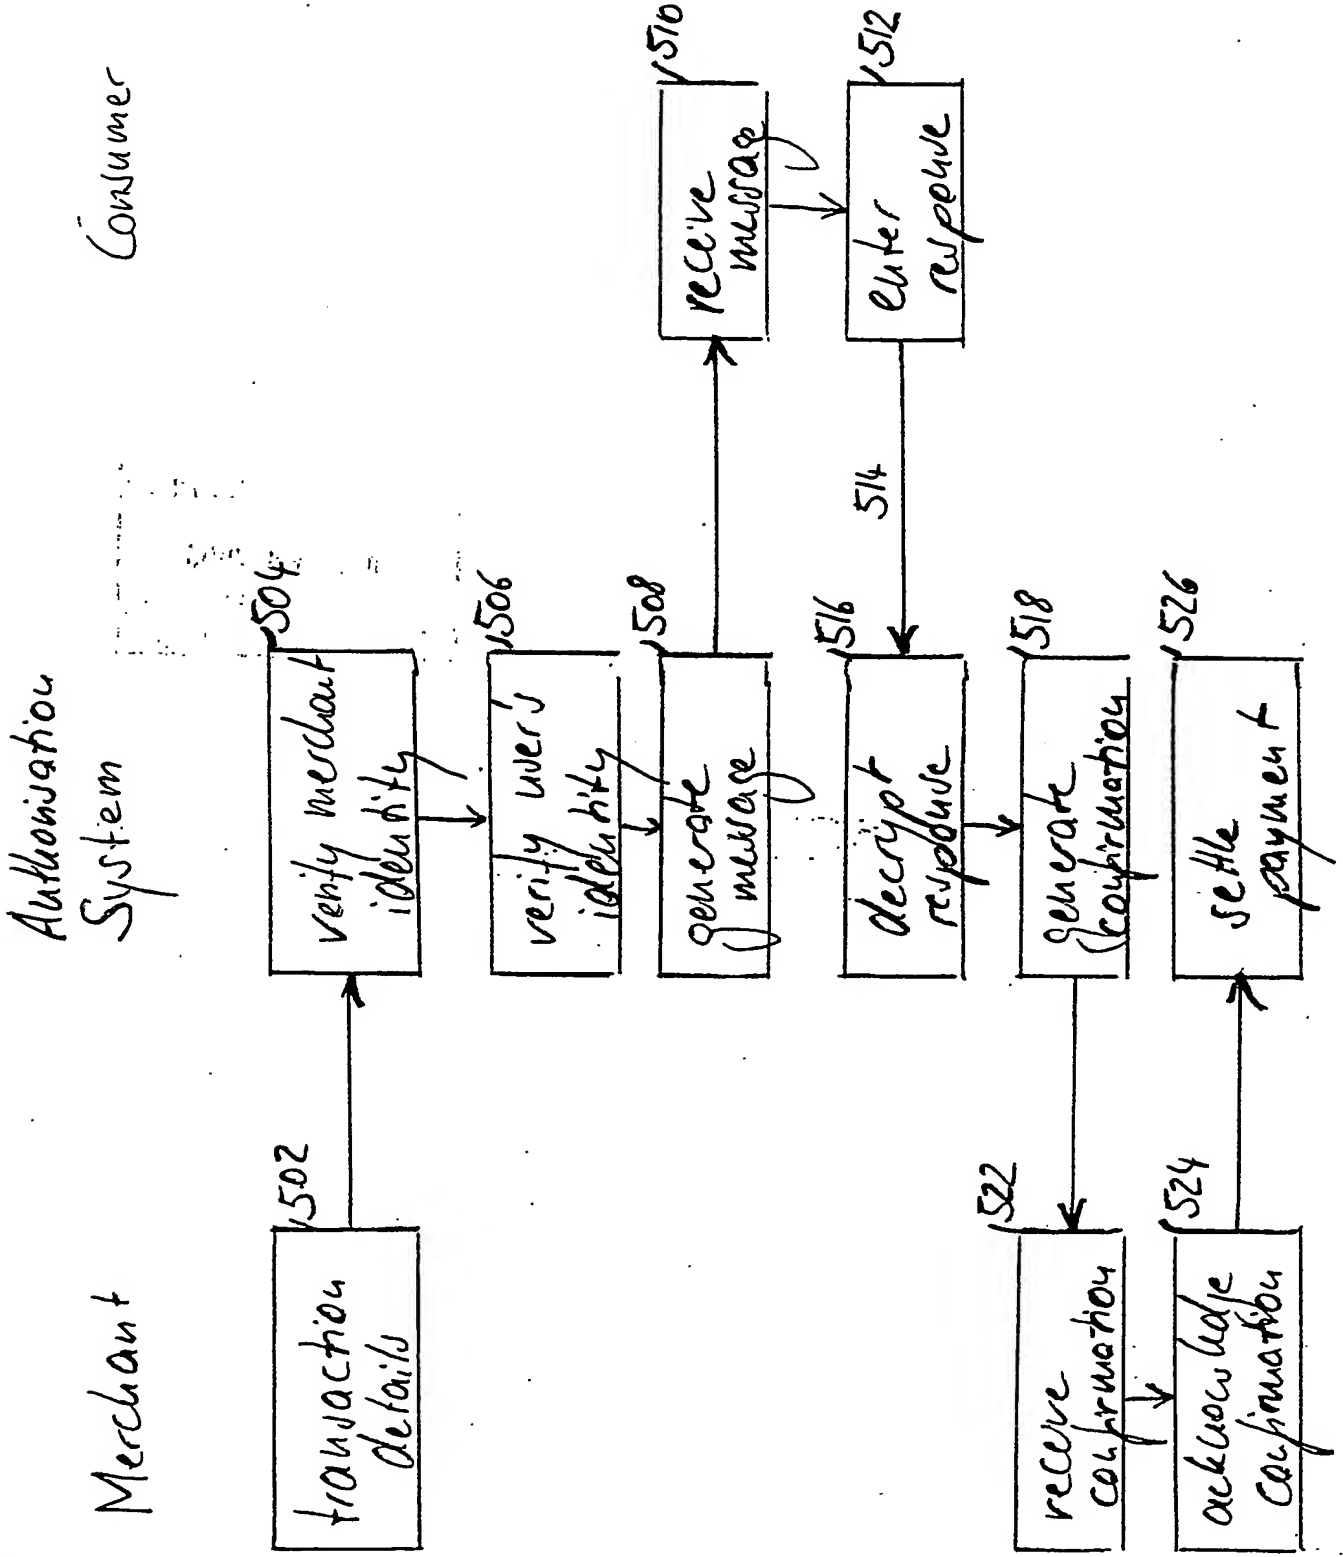 Merchant
Authorisation
System
Consumer
502
transaction
details
504
verify merchant
identity
506
verify user's
identity
508
generate
message
510
receive
message
512
enter
response
514
516
decrypt
response
518
generate
confirmation
522
receive
confirmation
524
acknowledge
confirmation
526
settle
payment